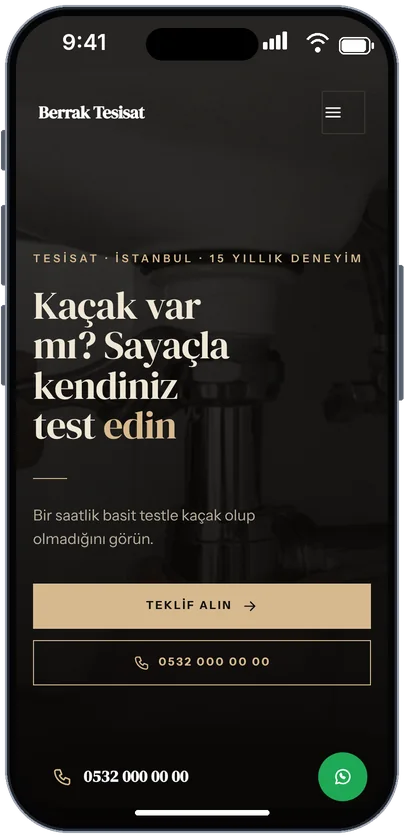 9:41
Berrak Tesisat
TESİSAT · İSTANBUL · 15 YILLIK DENEYİM
Kaçak var
mı? Sayaçla
kendiniz
test edin
Bir saatlik basit testle kaçak olup
olmadığını görün.
TEKLİF ALIN →
0532 000 00 00
0532 000 00 00